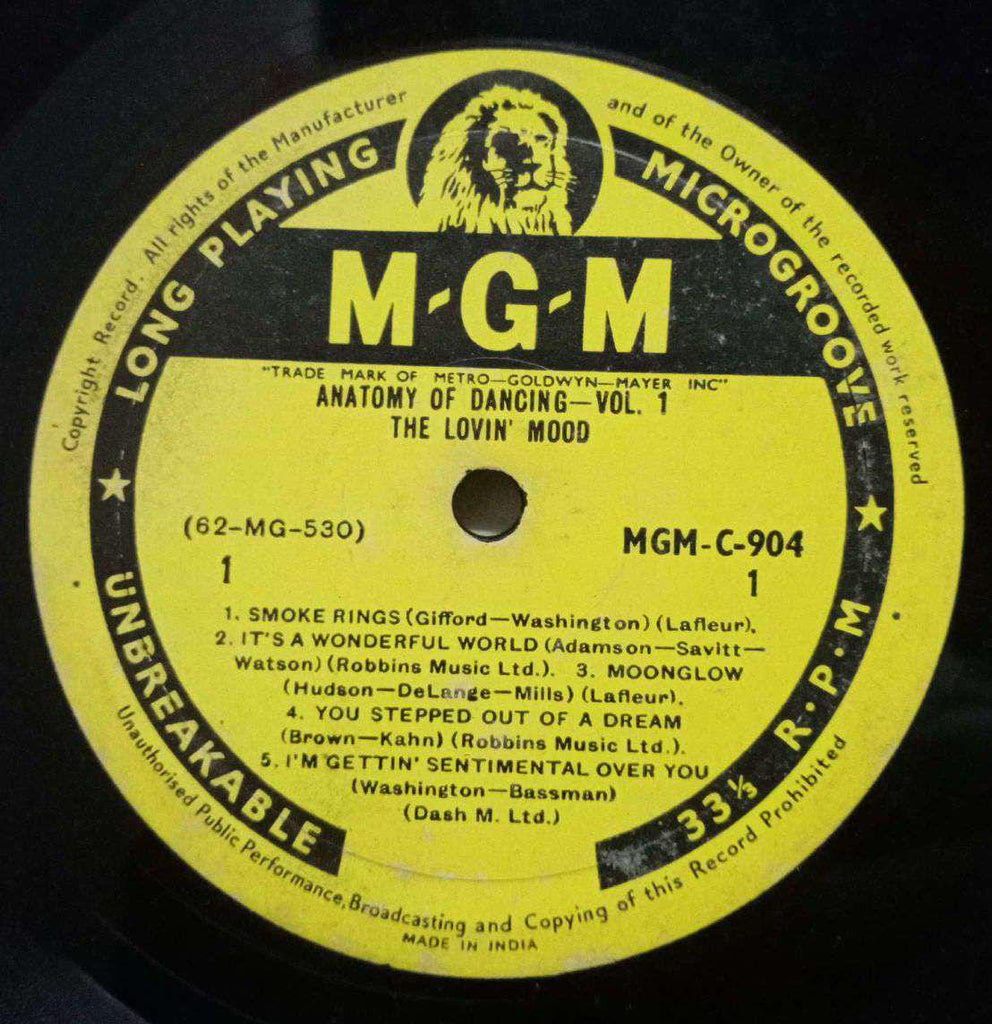 Copyright Record. All rights of the Manufacturer and of the Owner of the recorded work reserved
LONG PLAYING MICROGROOVE
M-G-M
"TRADE MARK OF METRO—GOLDWYN—MAYER INC"
ANATOMY OF DANCING—VOL. 1
THE LOVIN' MOOD
(62-MG-530)
MGM-C-904
1
1
1. SMOKE RINGS (Gifford—Washington) (Lafleur).
2. IT'S A WONDERFUL WORLD (Adamson—Savitt—
Watson) (Robbins Music Ltd.). 3. MOONGLOW
(Hudson—DeLange—Mills) (Lafleur).
4. YOU STEPPED OUT OF A DREAM
(Brown—Kahn) (Robbins Music Ltd.).
5. I'M GETTIN' SENTIMENTAL OVER YOU
(Washington—Bassman)
(Dash M. Ltd.)
UNBREAKABLE
33⅓ R.P.M
Unauthorised Public Performance, Broadcasting and Copying of this Record Prohibited
MADE IN INDIA